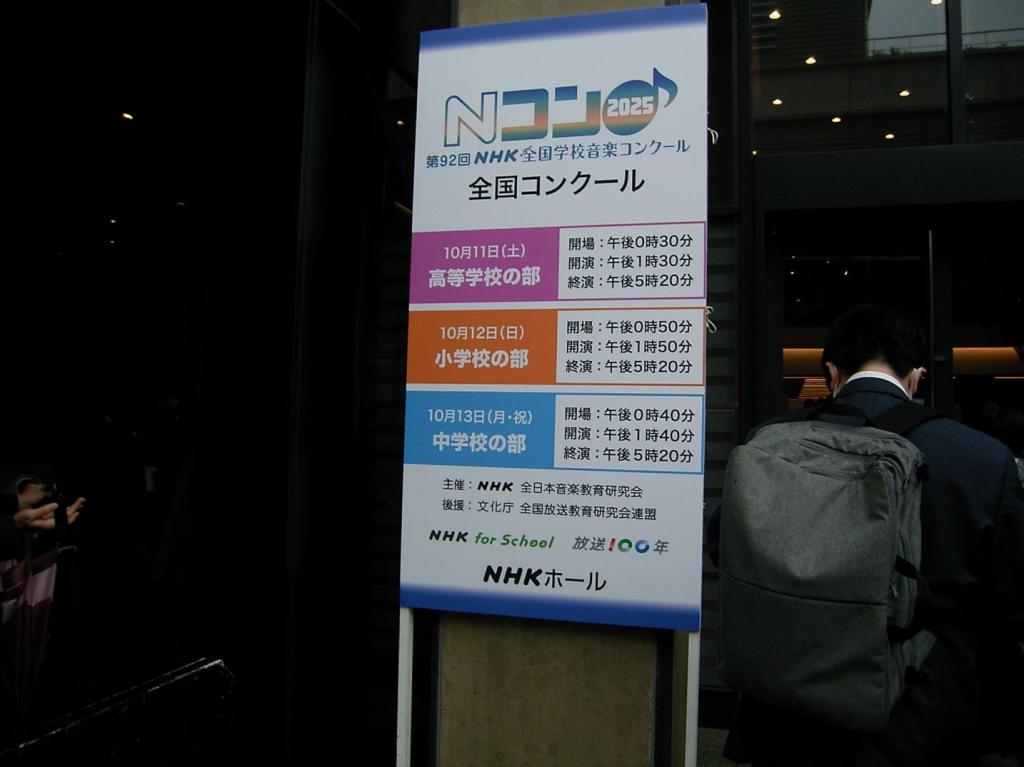 Nコン2025
第92回 NHK全国学校音楽コンクール
全国コンクール
10月11日(土)
高等学校の部
開場：午後0時30分
開演：午後1時30分
終演：午後5時20分
10月12日(日)
小学校の部
開場：午後0時50分
開演：午後1時50分
終演：午後5時20分
10月13日(月・祝)
中学校の部
開場：午後0時40分
開演：午後1時40分
終演：午後5時20分
主催：NHK 全日本音楽教育研究会
後援：文化庁 全国放送教育研究会連盟
NHK for School 放送100年
NHKホール